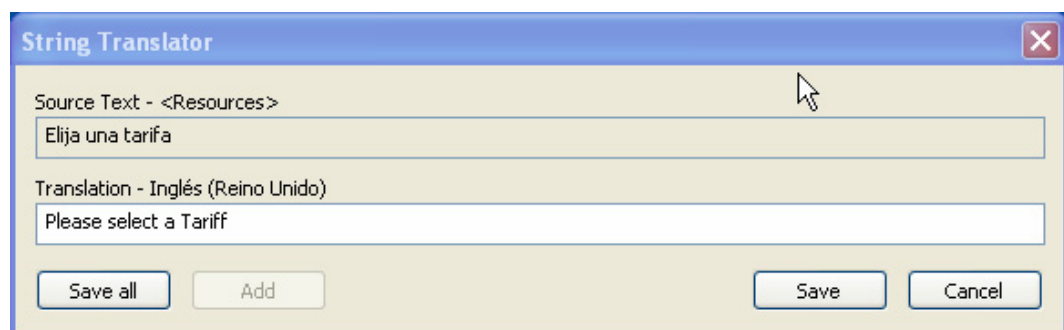 String Translator
Source Text - <Resources>
Elija una tarifa
Translation - Inglés (Reino Unido)
Please select a Tariff
Save all Add Save Cancel